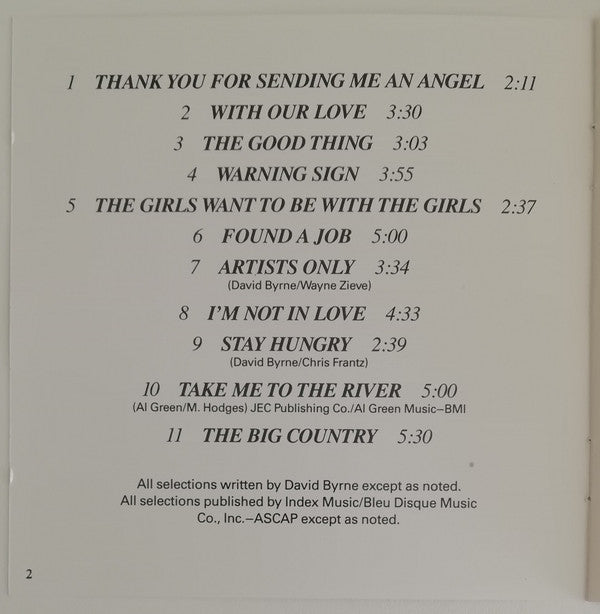 1 THANK YOU FOR SENDING ME AN ANGEL 2:11
2 WITH OUR LOVE 3:30
3 THE GOOD THING 3:03
4 WARNING SIGN 3:55
5 THE GIRLS WANT TO BE WITH THE GIRLS 2:37
6 FOUND A JOB 5:00
7 ARTISTS ONLY 3:34
(David Byrne/Wayne Zieve)
8 I'M NOT IN LOVE 4:33
9 STAY HUNGRY 2:39
(David Byrne/Chris Frantz)
10 TAKE ME TO THE RIVER 5:00
(Al Green/M. Hodges) JEC Publishing Co./Al Green Music–BMI
11 THE BIG COUNTRY 5:30
All selections written by David Byrne except as noted.
All selections published by Index Music/Bleu Disque Music
Co., Inc.–ASCAP except as noted.
2